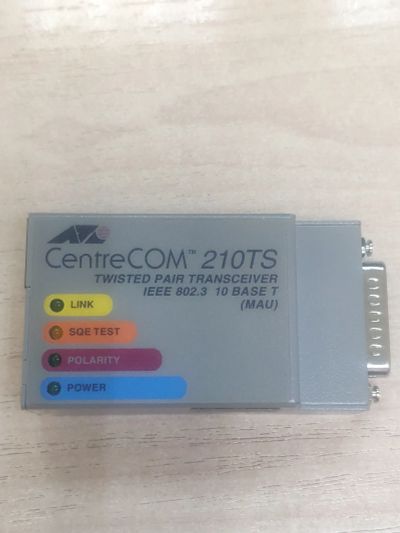 CentreCOM™ 210TS
TWISTED PAIR TRANSCEIVER
IEEE 802.3 10 BASE T
(MAU)
LINK
SQE TEST
POLARITY
POWER